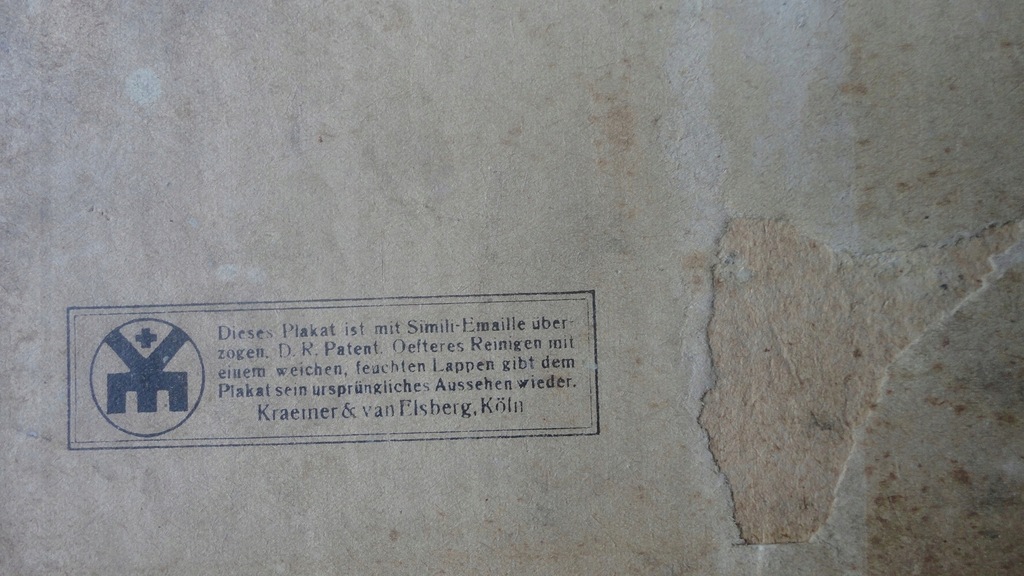 Dieses Plakat ist mit Simili-Emaille über-
zogen. D. R. Patent. Oefteres Reinigen mit
einem weichen, feuchten Lappen gibt dem
Plakat sein ursprüngliches Aussehen wieder.
Kraemer & van Elsberg, Köln